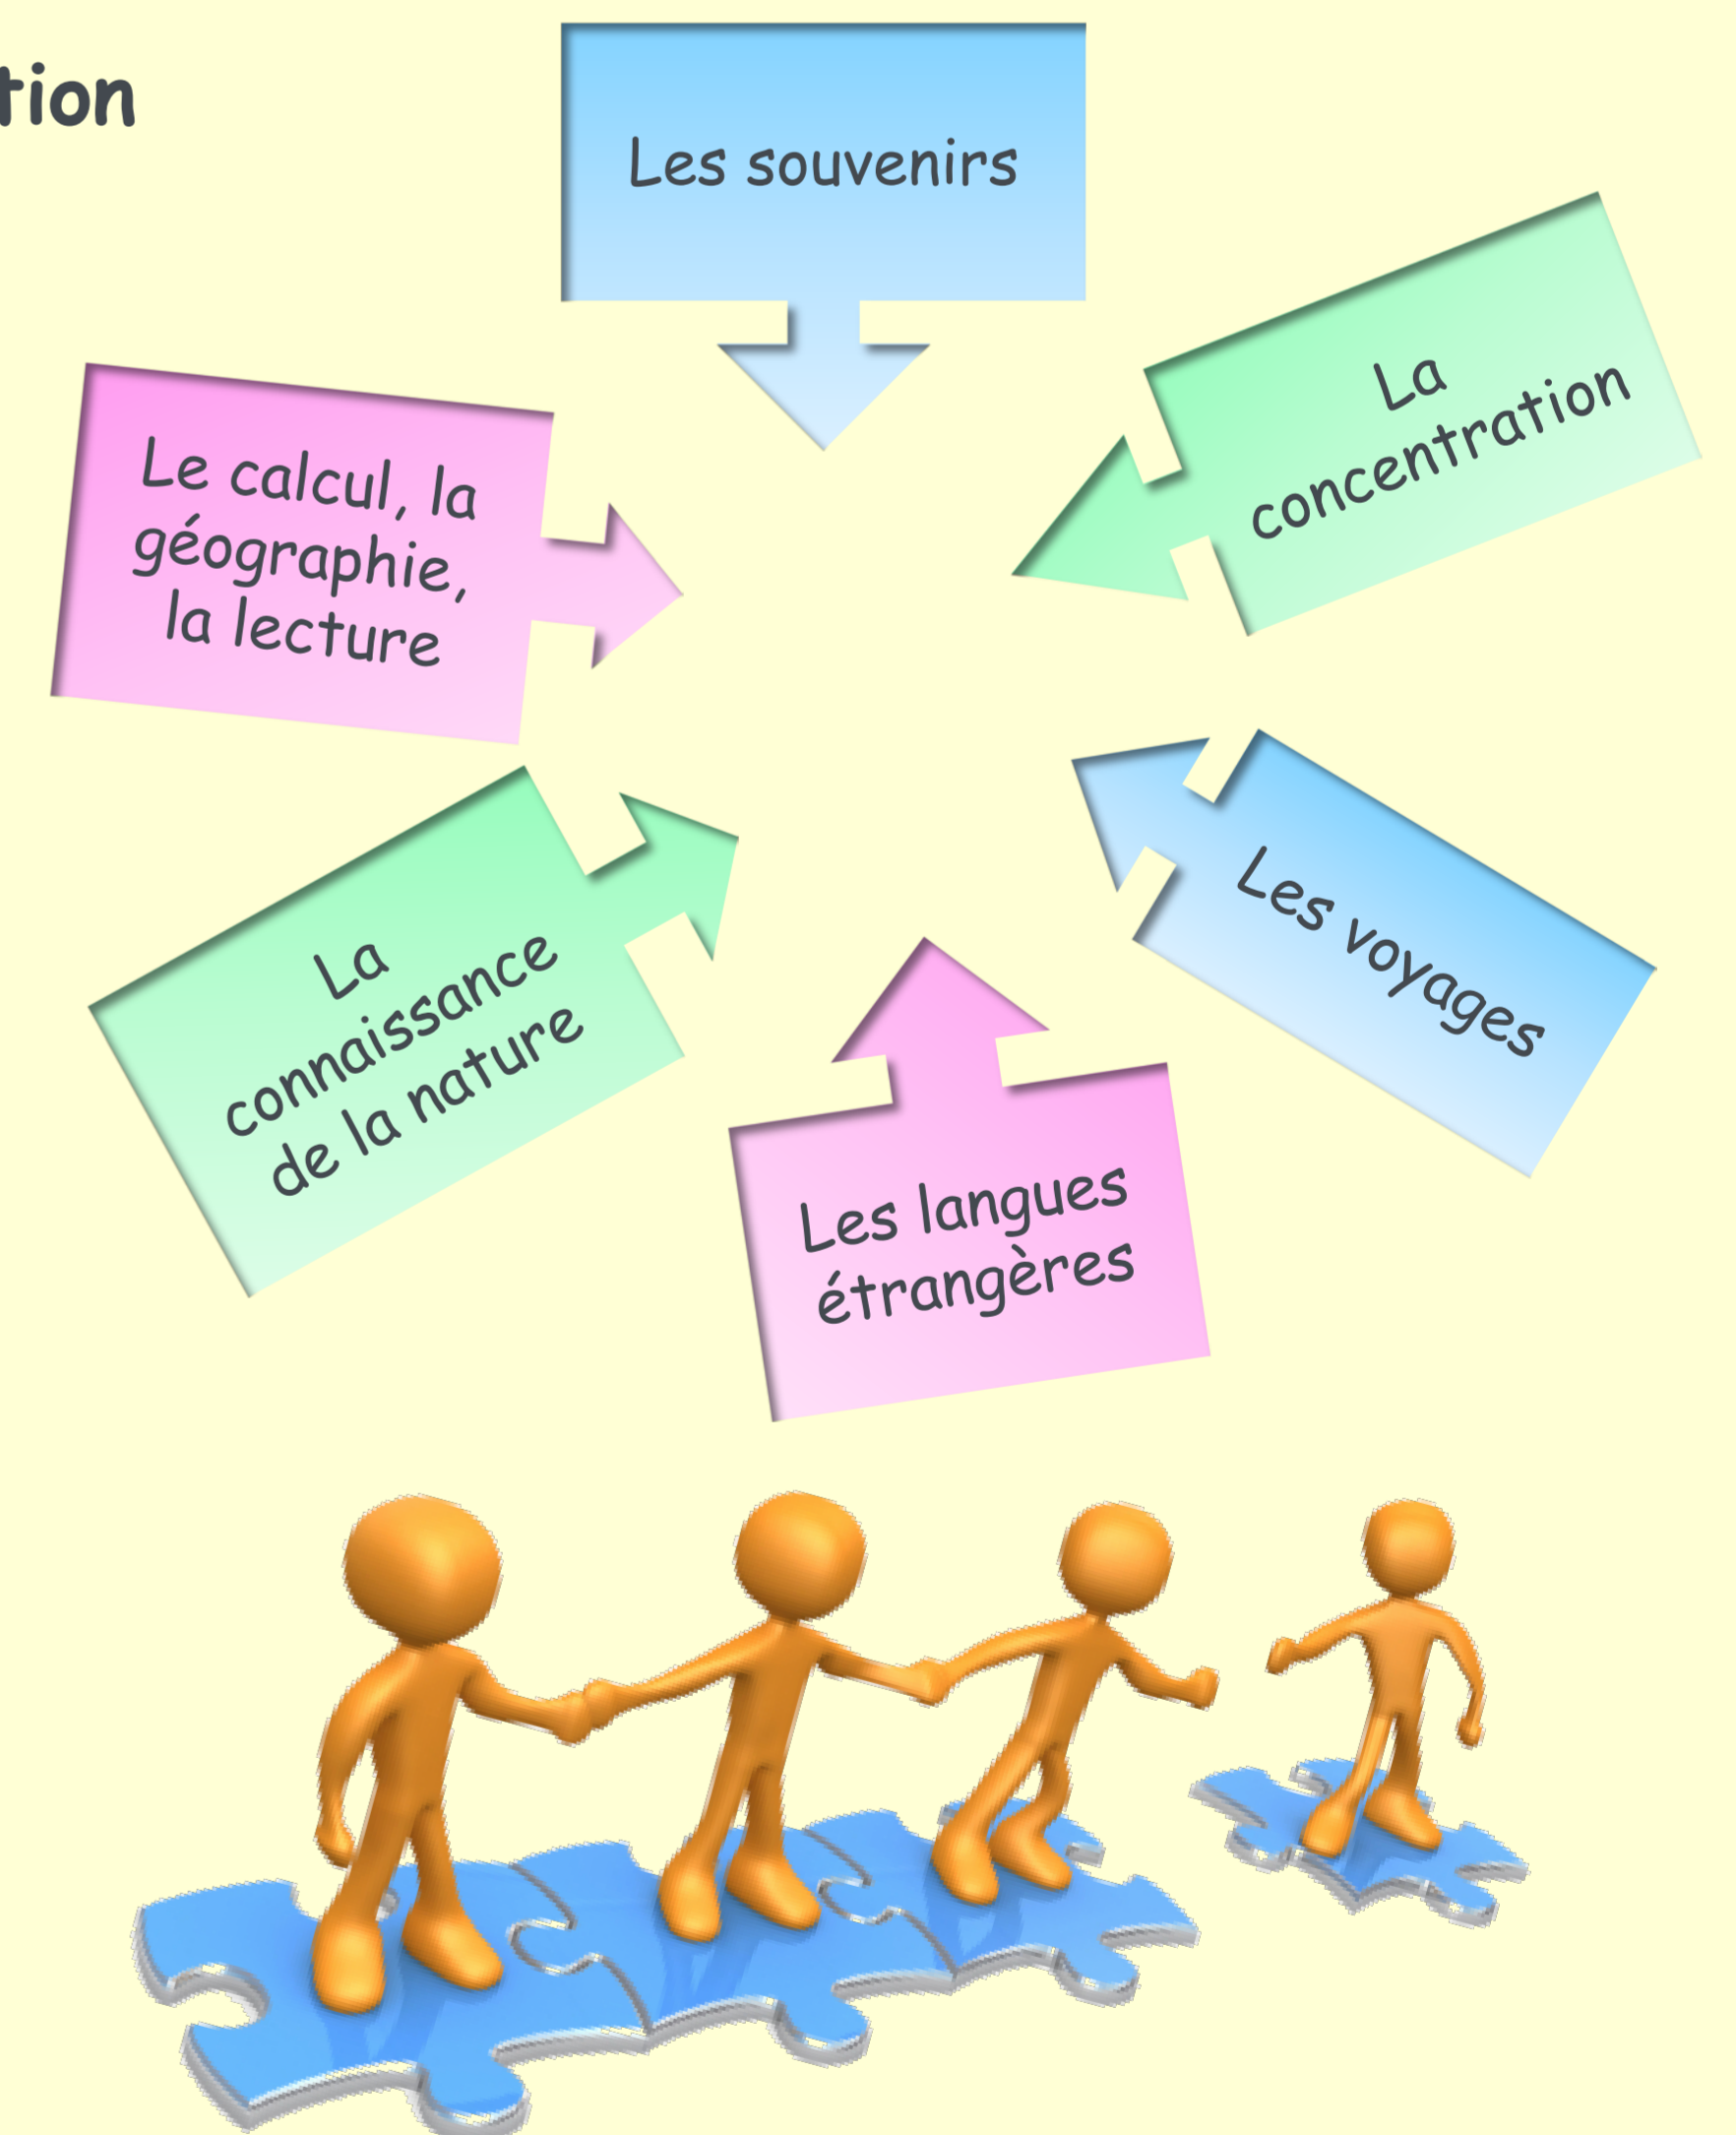 tion
Les souvenirs
La
concentration
Le calcul, la
géographie,
la lecture
La
connaissance
de la nature
Les voyages
Les langues
étrangères